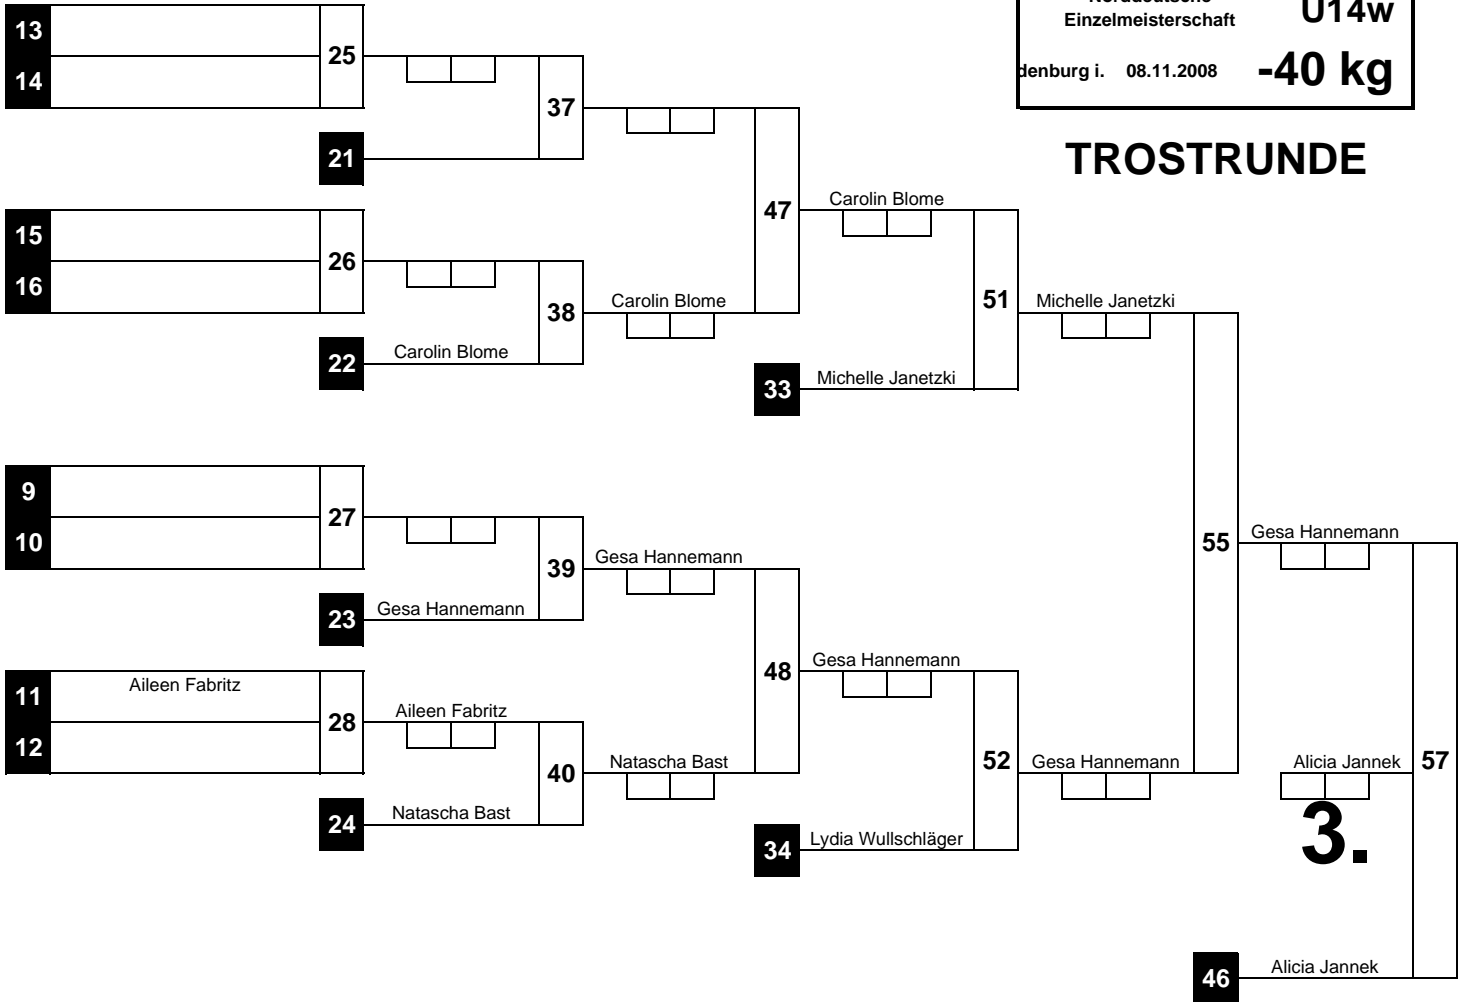 Norddeutsche
Einzelmeisterschaft
U14w
denburg i. 08.11.2008
-40 kg
TROSTRUNDE
13
14
25
37
21
15
16
26
38
22
Carolin Blome
Carolin Blome
47
Carolin Blome
51
33
Michelle Janetzki
Michelle Janetzki
9
10
27
39
23
Gesa Hannemann
Gesa Hannemann
11
Aileen Fabritz
12
28
Aileen Fabritz
40
24
Natascha Bast
Natascha Bast
48
Gesa Hannemann
52
34
Lydia Wullschläger
Gesa Hannemann
55
Gesa Hannemann
Alicia Jannek
57
3.
46
Alicia Jannek